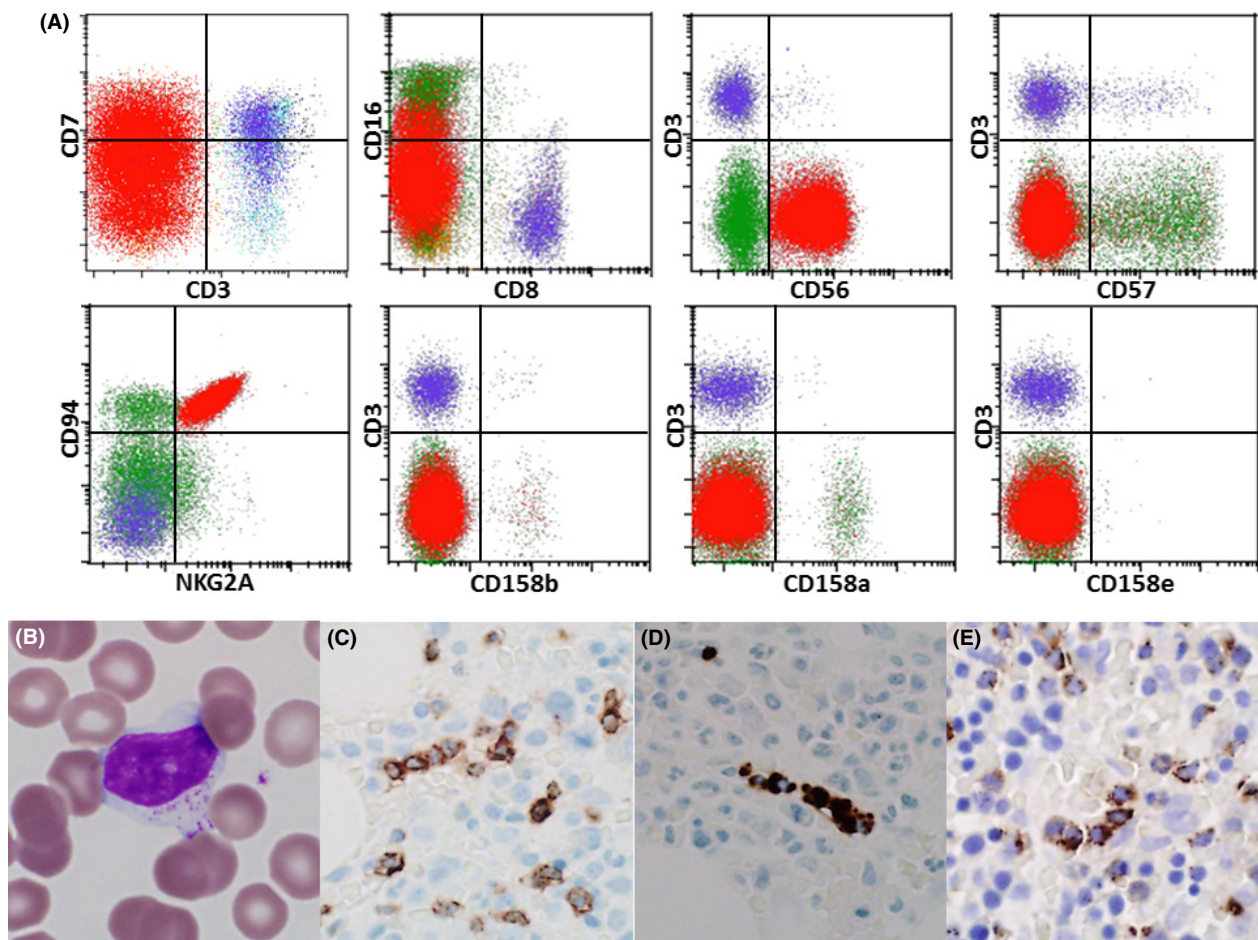 (A)
CD7
CD3
CD16
CD8
CD3
CD56
CD3
CD57
CD94
NKG2A
CD3
CD158b
CD3
CD158a
CD3
CD158e
(B)
(C)
(D)
(E)